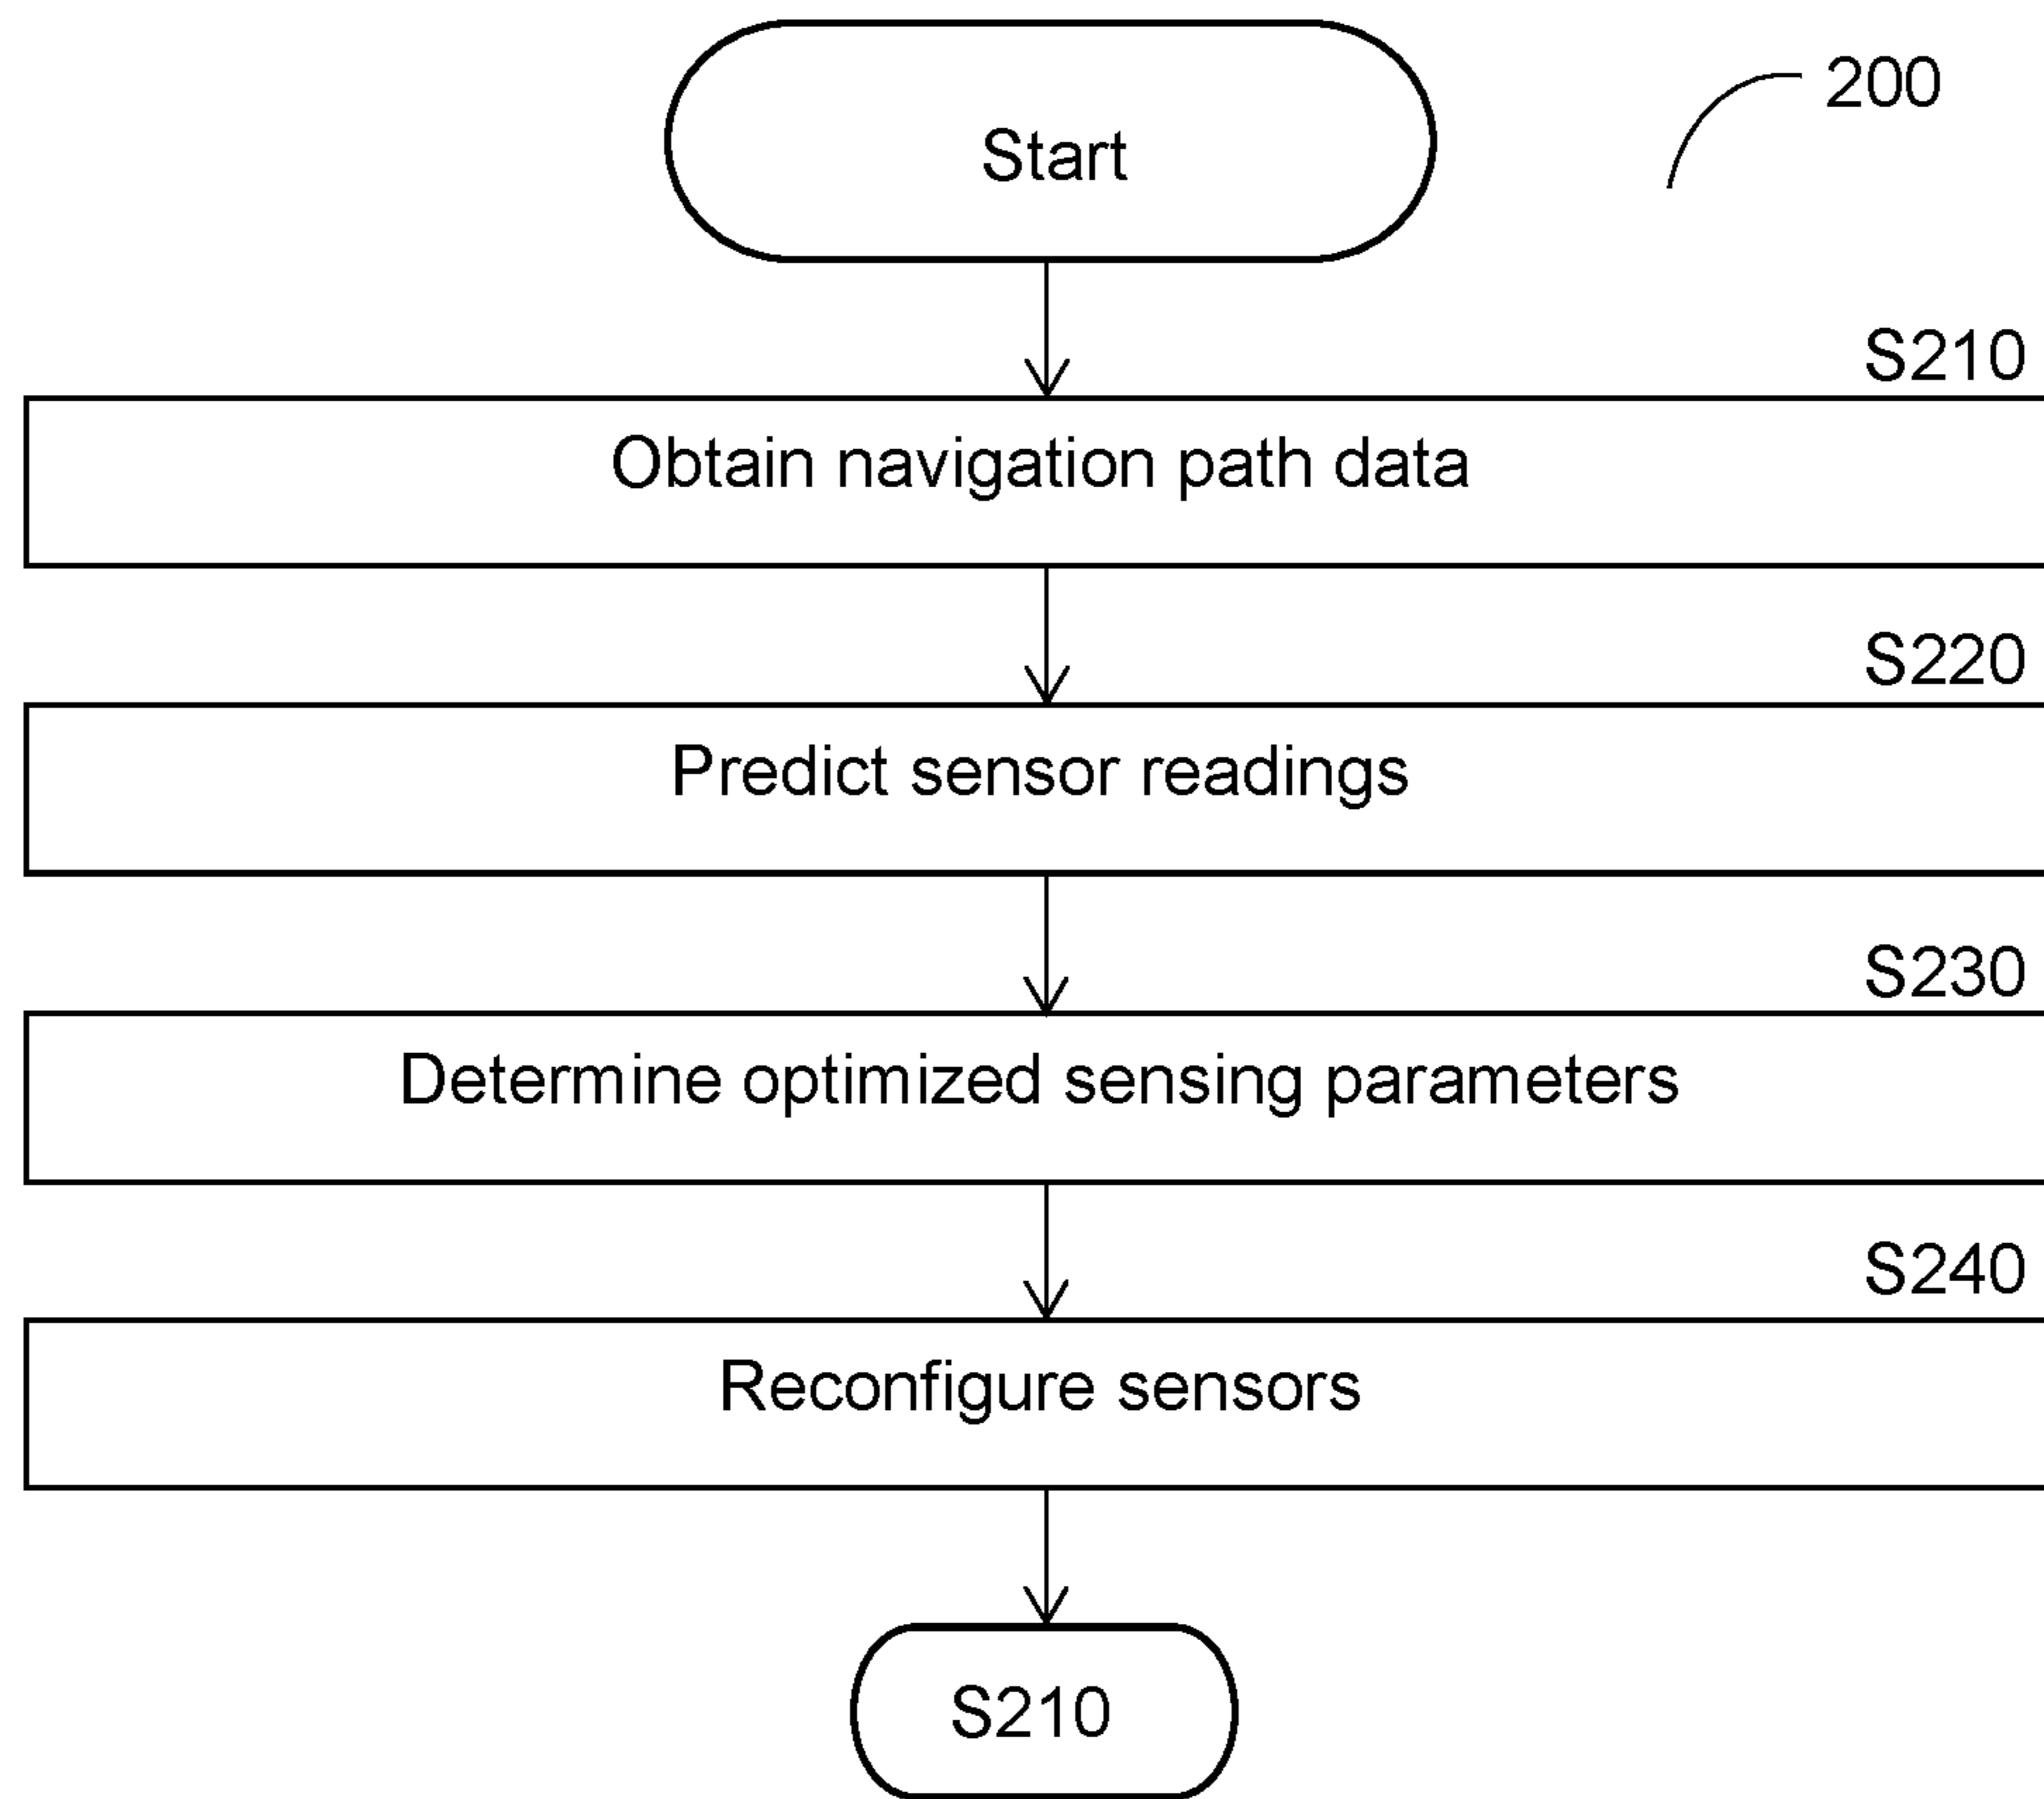 Start
200
S210
Obtain navigation path data
S220
Predict sensor readings
S230
Determine optimized sensing parameters
S240
Reconfigure sensors
S210